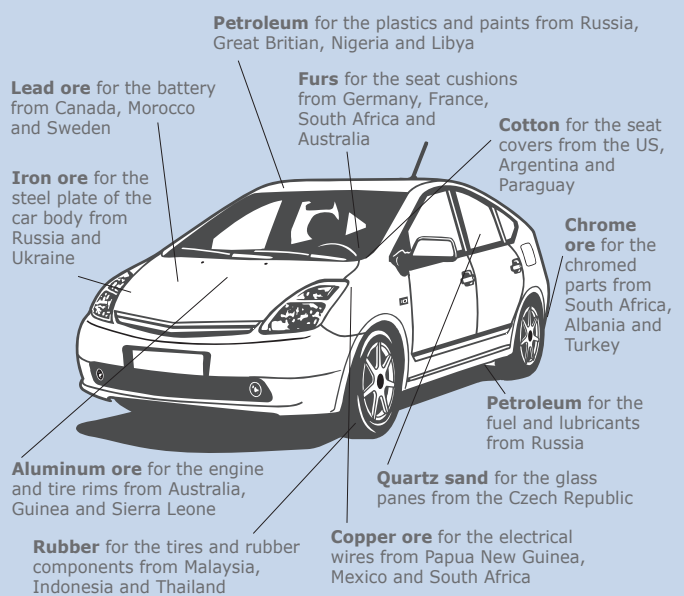 Petroleum for the plastics and paints from Russia,
Great Britian, Nigeria and Libya
Lead ore for the battery
from Canada, Morocco
and Sweden
Furs for the seat cushions
from Germany, France,
South Africa and
Australia
Cotton for the seat
covers from the US,
Argentina and
Paraguay
Iron ore for the
steel plate of the
car body from
Russia and
Ukraine
Chrome
ore for the
chromed
parts from
South Africa,
Albania and
Turkey
Petroleum for the
fuel and lubricants
from Russia
Aluminum ore for the engine
and tire rims from Australia,
Guinea and Sierra Leone
Quartz sand for the glass
panes from the Czech Republic
Rubber for the tires and rubber
components from Malaysia,
Indonesia and Thailand
Copper ore for the electrical
wires from Papua New Guinea,
Mexico and South Africa